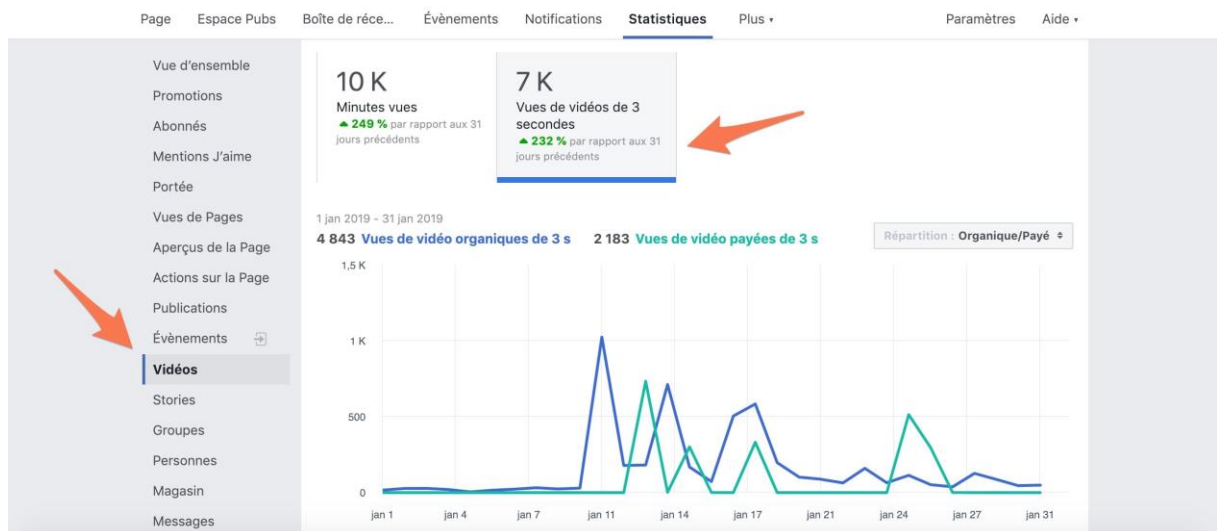 Page Espace Pubs Boîte de réce... Évènements Notifications Statistiques Plus Paramètres Aide
Vue d'ensemble
Promotions
Abonnés
Mentions J'aime
Portée
Vues de Pages
Aperçus de la Page
Actions sur la Page
Publications
Évènements
Vidéos
Stories
Groupes
Personnes
Magasin
Messages
10 K
Minutes vues
249 % par rapport aux 31
jours précédents
7 K
Vues de vidéos de 3
secondes
232 % par rapport aux 31
jours précédents
1 jan 2019 - 31 jan 2019
4 843 Vues de vidéo organiques de 3 s 2 183 Vues de vidéo payées de 3 s
Répartition : Organique/Payé
1,5 K
1 K
500
0
jan 1 jan 4 jan 7 jan 11 jan 14 jan 17 jan 21 jan 24 jan 27 jan 31